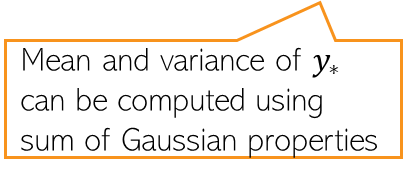 Mean and variance of y*
can be computed using
sum of Gaussian properties